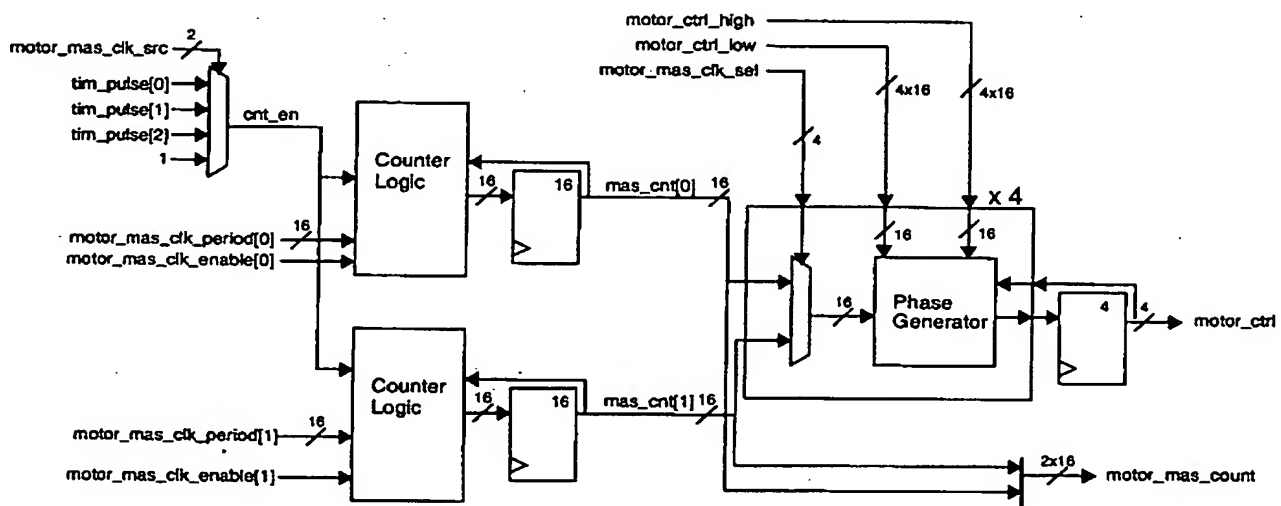 motor_ctrl_high
motor_ctrl_low
motor_mas_clk_sel
motor_mas_clk_src
2
tim_pulse[0]
tim_pulse[1]
tim_pulse[2]
1
cnt_en
4x16
4x16
4
Counter
Logic
16
16
mas_cnt[0]
16
x 4
16
16
motor_mas_clk_period[0]
16
motor_mas_clk_enable[0]
16
Phase
Generator
4
4
motor_ctrl
Counter
Logic
16
16
mas_cnt[1]
16
motor_mas_clk_period[1]
16
motor_mas_clk_enable[1]
2x16
motor_mas_count